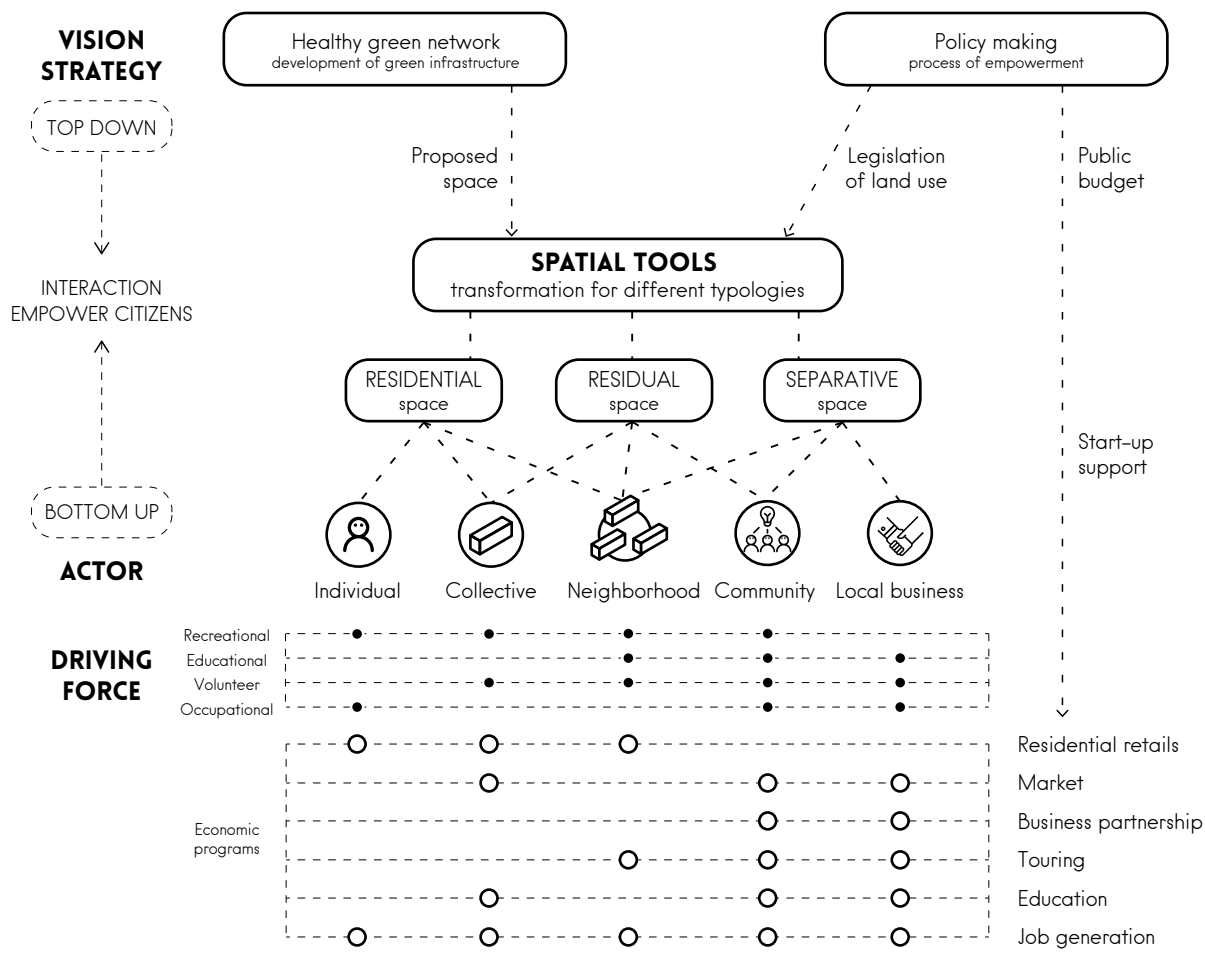 VISION
STRATEGY
TOP DOWN
INTERACTION
EMPOWER CITIZENS
BOTTOM UP
ACTOR
Healthy green network
development of green infrastructure
Policy making
process of empowerment
Proposed
space
Legislation
of land use
Public
budget
SPATIAL TOOLS
transformation for different typologies
RESIDENTIAL
space
RESIDUAL
space
SEPARATIVE
space
Start-up
support
Individual
Collective
Neighborhood
Community
Local business
DRIVING
FORCE
Recreational
Educational
Volunteer
Occupational
Economic
programs
Residential retails
Market
Business partnership
Touring
Education
Job generation